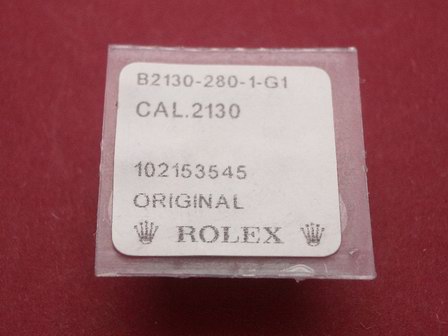 B2130-280-1-G1
CAL.2130
102153545
ORIGINAL
ROLEX